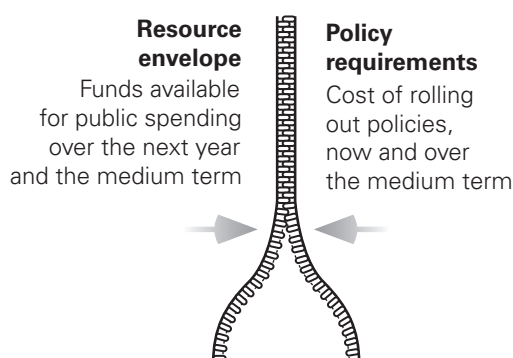 Resource
envelope
Funds available
for public spending
over the next year
and the medium term
Policy
requirements
Cost of rolling
out policies,
now and over
the medium term